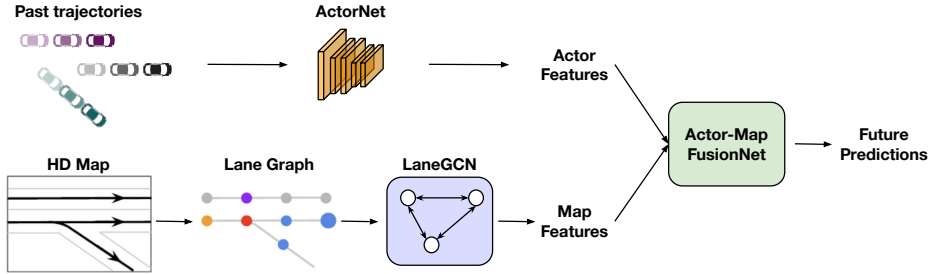 Past trajectories
ActorNet
Actor
Features
HD Map
Lane Graph
LaneGCN
Map
Features
Actor-Map
FusionNet
Future
Predictions